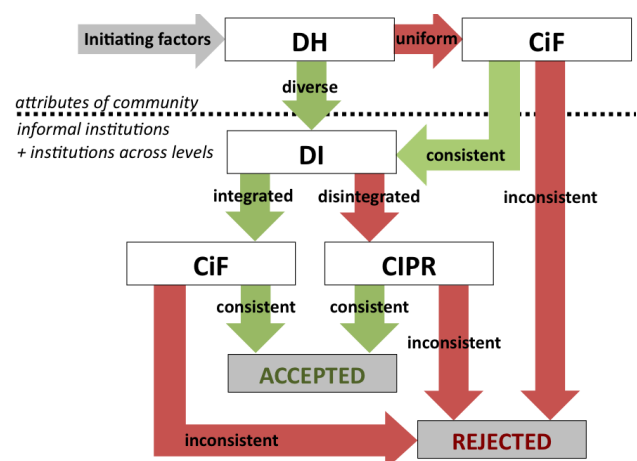 Initiating factors
DH
uniform
CiF
diverse
attributes of community
informal institutions
+ institutions across levels
DI
consistent
integrated
disintegrated
inconsistent
CiF
CIPR
consistent
consistent
inconsistent
ACCEPTED
inconsistent
REJECTED